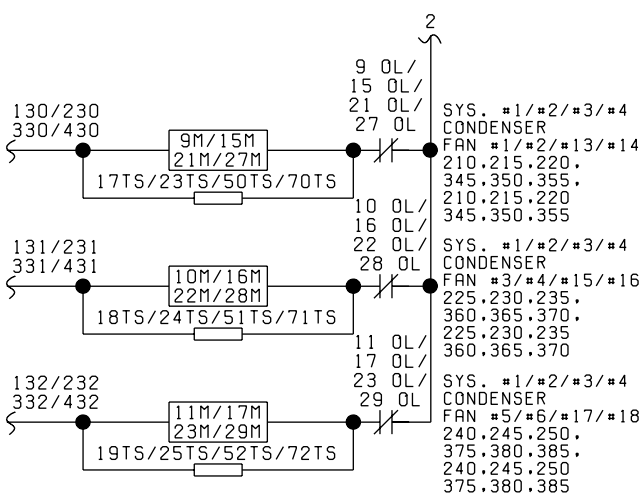 2
9 OL/
15 OL/
21 OL/
27 OL
130/230
330/430
9M/15M
21M/27M
17TS/23TS/50TS/70TS
SYS. #1/#2/#3/#4
CONDENSER
FAN #1/#2/#13/#14
210,215,220,
345,350,355,
210,215,220
345,350,355
10 OL/
16 OL/
22 OL/
28 OL
131/231
331/431
10M/16M
22M/28M
18TS/24TS/51TS/71TS
SYS. #1/#2/#3/#4
CONDENSER
FAN #3/#4/#15/#16
225,230,235,
360,365,370,
225,230,235
360,365,370
11 OL/
17 OL/
23 OL/
29 OL
132/232
332/432
11M/17M
23M/29M
19TS/25TS/52TS/72TS
SYS. #1/#2/#3/#4
CONDENSER
FAN #5/#6/#17/#18
240,245,250,
375,380,385,
240,245,250
375,380,385